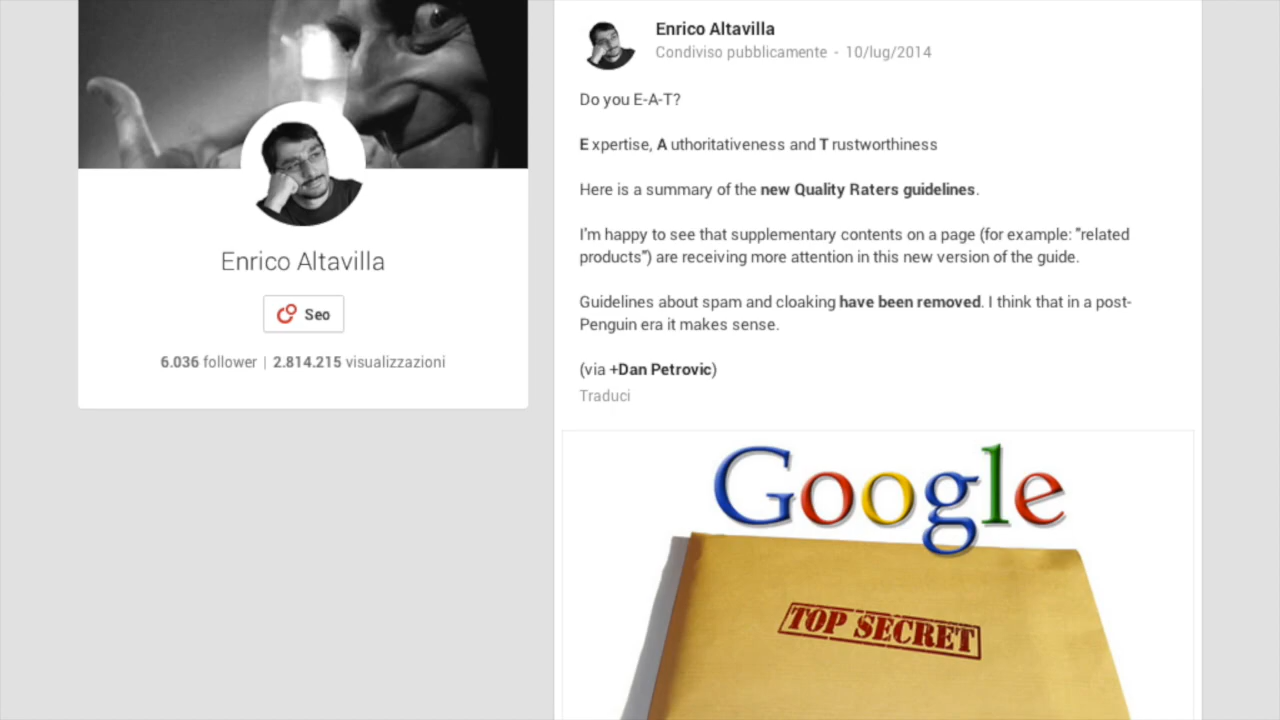 Enrico Altavilla
Seo
6.036 follower | 2.814.215 visualizzazioni
Enrico Altavilla
Condiviso pubblicamente - 10/lug/2014
Do you E-A-T?
E xpertise, A uthoritativeness and T rustworthiness
Here is a summary of the new Quality Raters guidelines.
I'm happy to see that supplementary contents on a page (for example: "related
products") are receiving more attention in this new version of the guide.
Guidelines about spam and cloaking have been removed. I think that in a post-
Penguin era it makes sense.
(via +Dan Petrovic)
Traduci
Google
TOP SECRET